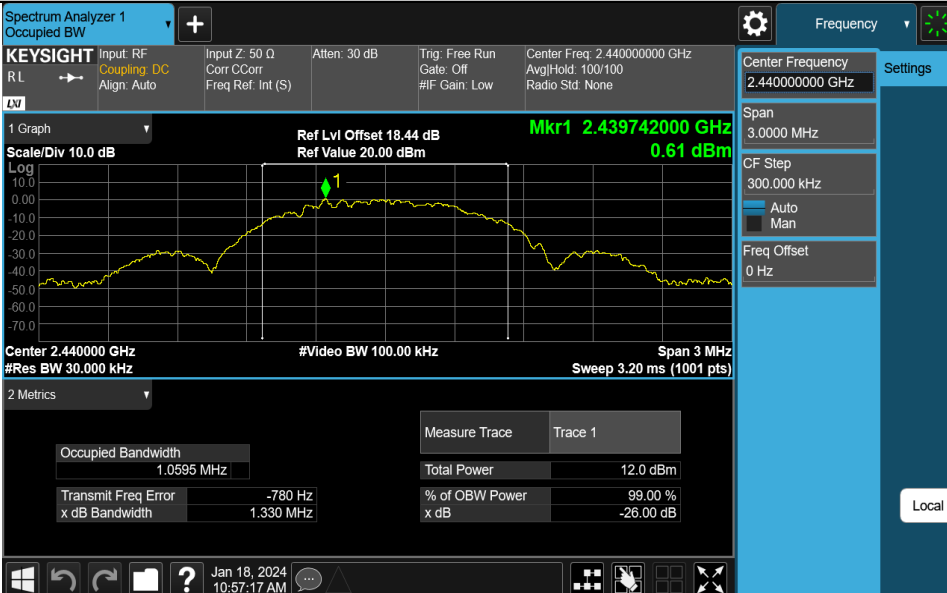 Spectrum Analyzer 1
Occupied BW
+
Frequency
KEYSIGHT
RL
LXI
Input: RF
Coupling: DC
Align: Auto
Input Z: 50 Ω
Corr CCorr
Freq Ref: Int (S)
Atten: 30 dB
Trig: Free Run
Gate: Off
#IF Gain: Low
Center Freq: 2.440000000 GHz
Avg|Hold: 100/100
Radio Std: None
Center Frequency
2.440000000 GHz
Settings
Span
3.0000 MHz
CF Step
300.000 kHz
Auto
Man
Freq Offset
0 Hz
Local
1 Graph
Scale/Div 10.0 dB
Ref Lvl Offset 18.44 dB
Ref Value 20.00 dBm
Mkr1 2.439742000 GHz
0.61 dBm
Log
10.0
0.00
-10.0
-20.0
-30.0
-40.0
-50.0
-60.0
-70.0
1
Center 2.440000 GHz
#Res BW 30.000 kHz
#Video BW 100.00 kHz
Span 3 MHz
Sweep 3.20 ms (1001 pts)
2 Metrics
Occupied Bandwidth
1.0595 MHz
Transmit Freq Error -780 Hz
x dB Bandwidth 1.330 MHz
Measure Trace Trace 1
Total Power 12.0 dBm
% of OBW Power 99.00 %
x dB -26.00 dB
?
Jan 18, 2024
10:57:17 AM